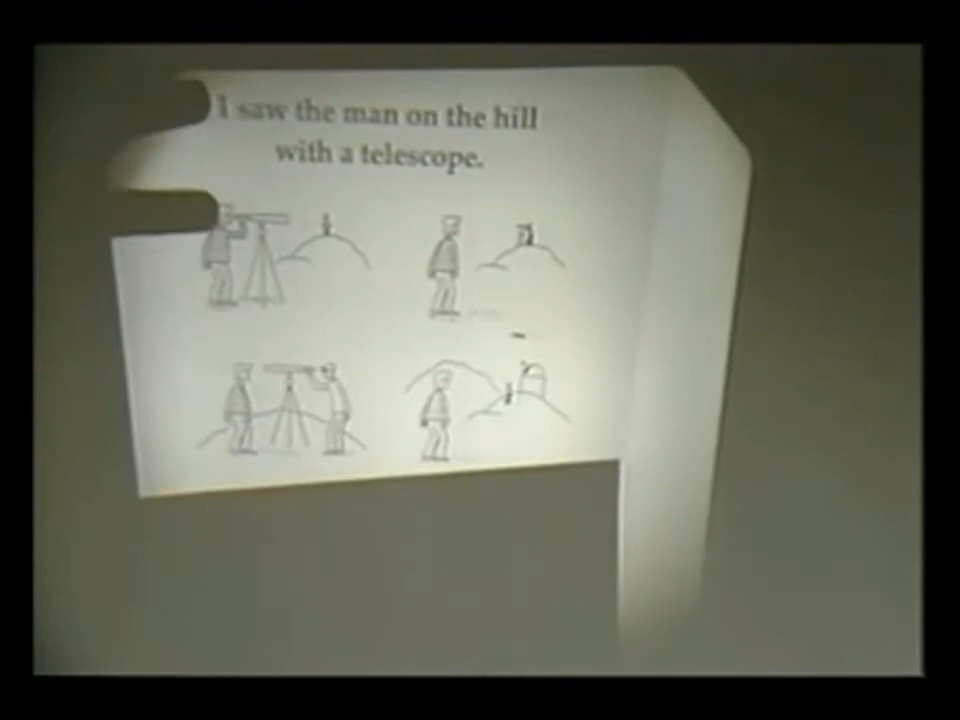 I saw the man on the hill
with a telescope.